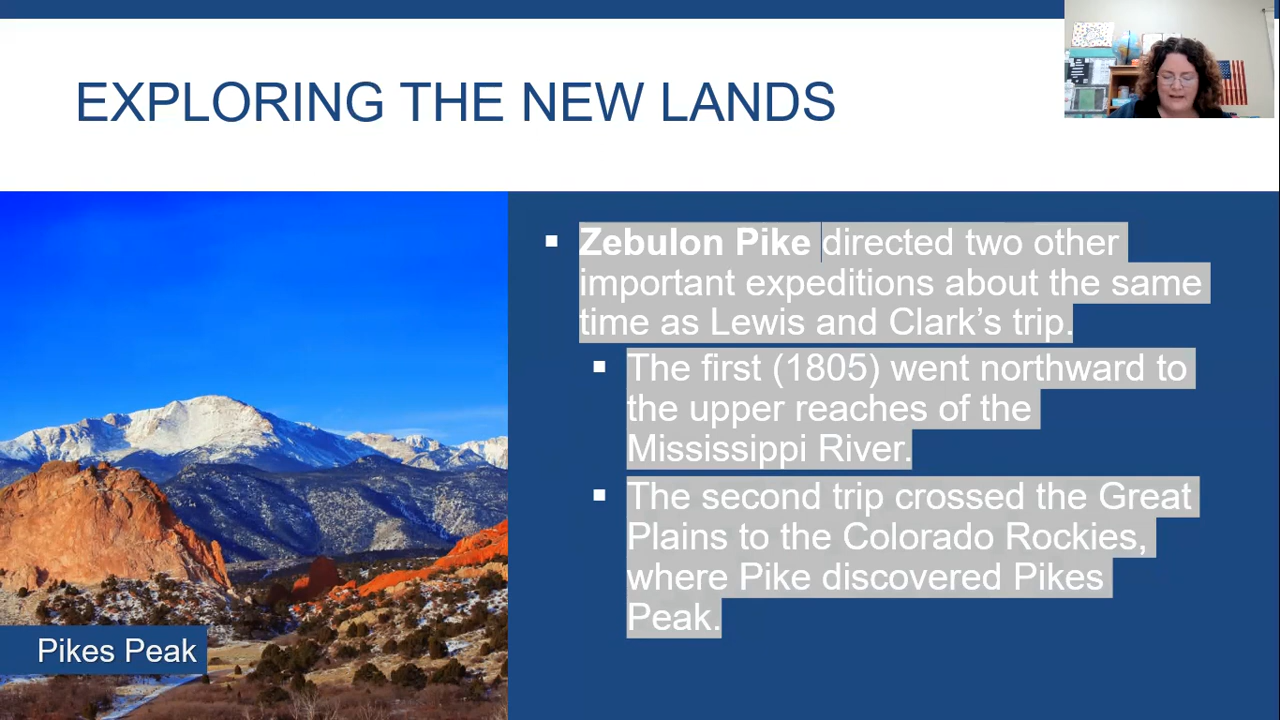 EXPLORING THE NEW LANDS
Zebulon Pike directed two other
important expeditions about the same
time as Lewis and Clark’s trip.
The first (1805) went northward to
the upper reaches of the
Mississippi River.
The second trip crossed the Great
Plains to the Colorado Rockies,
where Pike discovered Pikes
Peak.
Pikes Peak